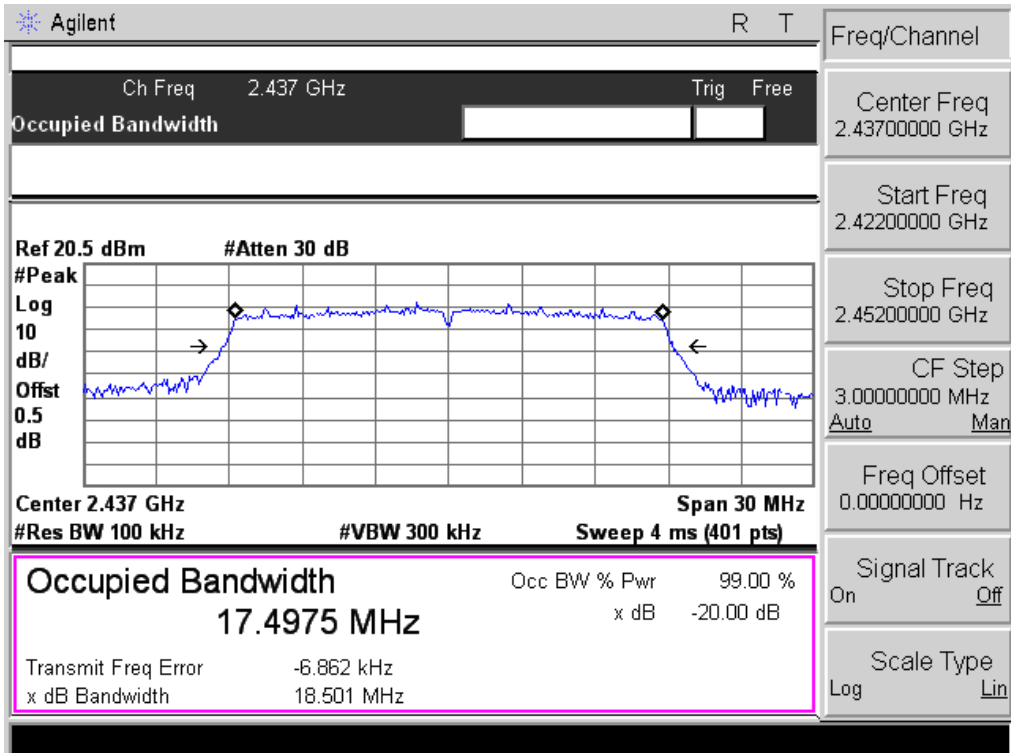 Agilent R T
Ch Freq 2.437 GHz Trig Free
Occupied Bandwidth
Ref 20.5 dBm #Atten 30 dB
#Peak
Log
10
dB/
Offst
0.5
dB
Center 2.437 GHz Span 30 MHz
#Res BW 100 kHz #VBW 300 kHz Sweep 4 ms (401 pts)
Occupied Bandwidth Occ BW % Pwr 99.00 %
17.4975 MHz x dB -20.00 dB
Transmit Freq Error -6.862 kHz
x dB Bandwidth 18.501 MHz
Freq/Channel
Center Freq
2.43700000 GHz
Start Freq
2.42200000 GHz
Stop Freq
2.45200000 GHz
CF Step
3.00000000 MHz
Auto Man
Freq Offset
0.00000000 Hz
Signal Track
On Off
Scale Type
Log Lin